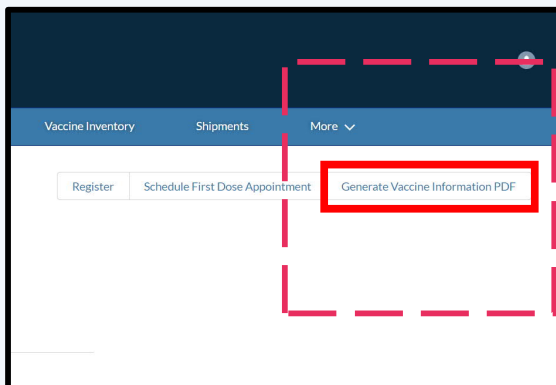 Vaccine Inventory Shipments More
Register Schedule First Dose Appointment Generate Vaccine Information PDF